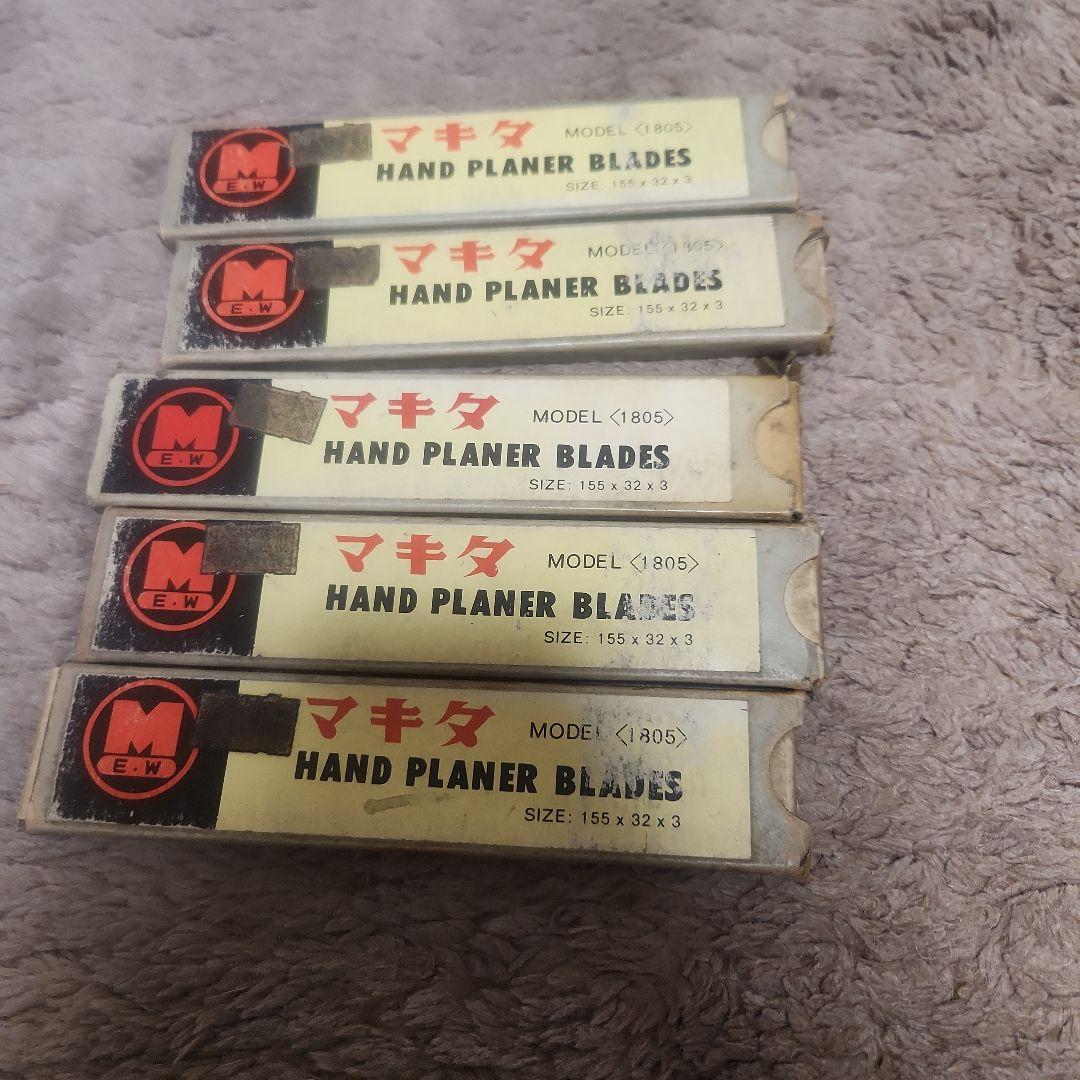 M
E.W
マキタ MODEL <1805>
HAND PLANER BLADES
SIZE: 155 x 32 x 3
M
E.W
マキタ MODEL <1805>
HAND PLANER BLADES
SIZE: 155 x 32 x 3
M
E.W
マキタ MODEL <1805>
HAND PLANER BLADES
SIZE: 155 x 32 x 3
M
E.W
マキタ MODEL <1805>
HAND PLANER BLADES
SIZE: 155 x 32 x 3
M
E.W
マキタ MODEL <1805>
HAND PLANER BLADES
SIZE: 155 x 32 x 3